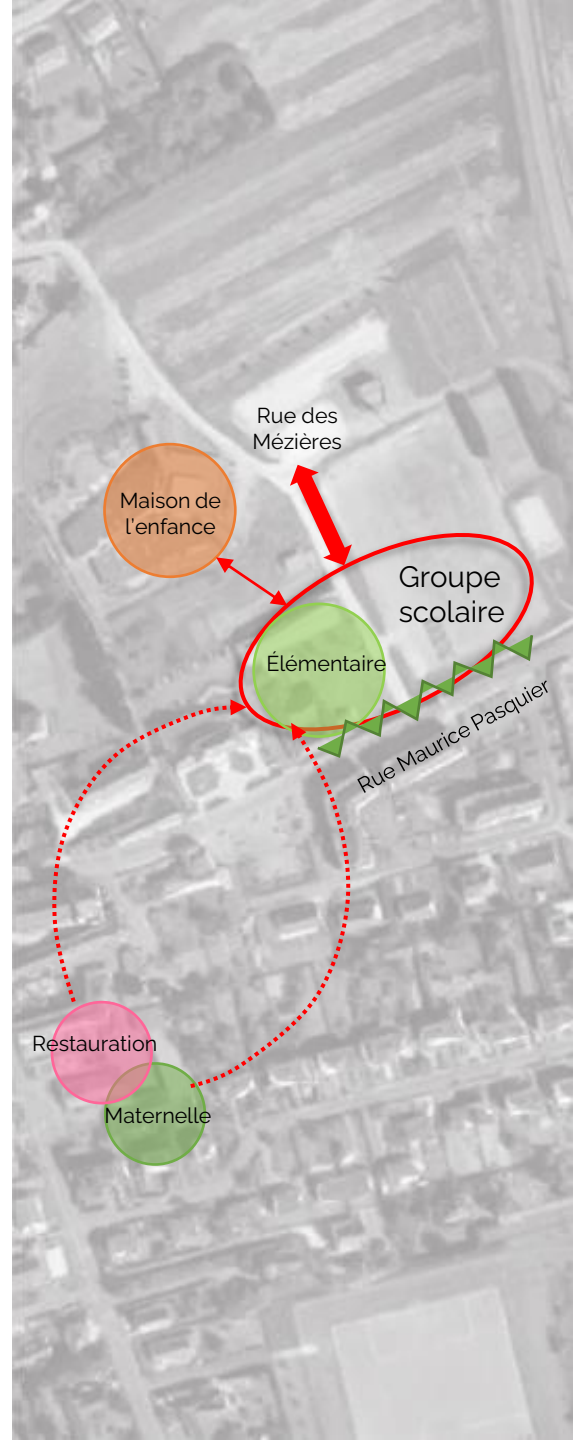 Rue des
Mézières
Maison de
l'enfance
Groupe
scolaire
Élémentaire
Rue Maurice Pasquier
Restauration
Maternelle